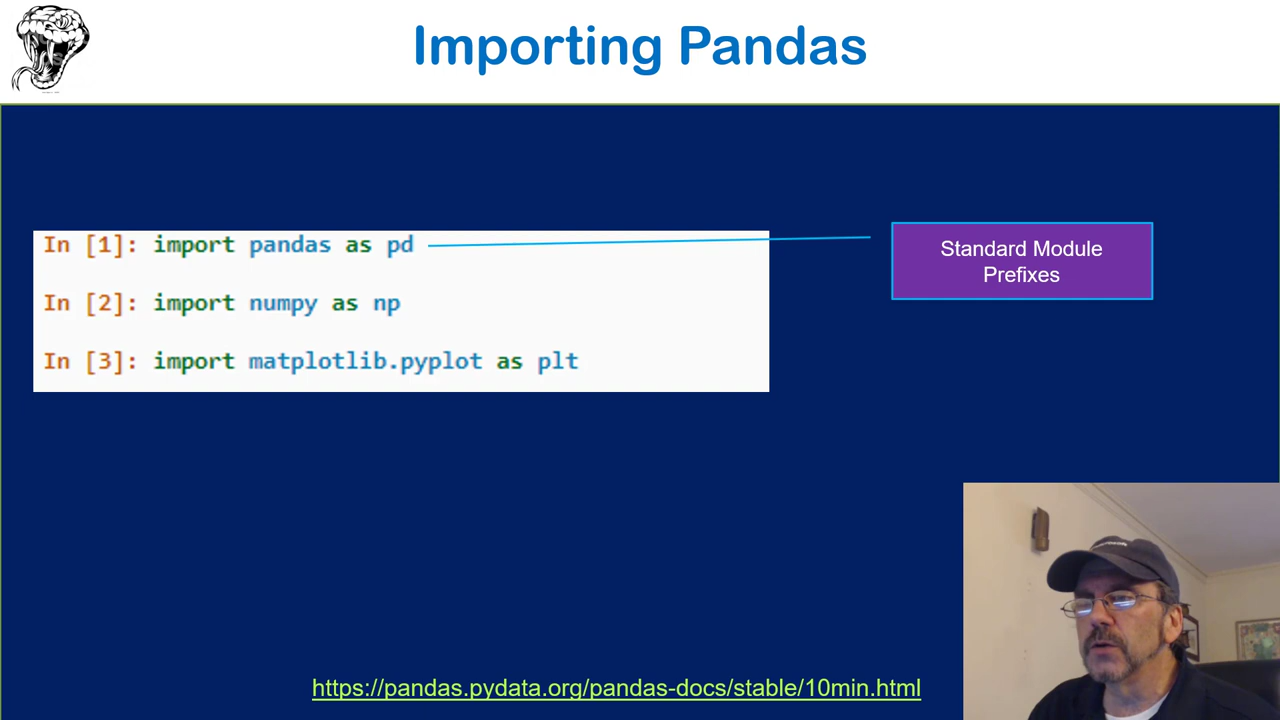 Importing Pandas
In [1]: import pandas as pd
Standard Module
Prefixes
In [2]: import numpy as np
In [3]: import matplotlib.pyplot as plt
https://pandas.pydata.org/pandas-docs/stable/10min.html